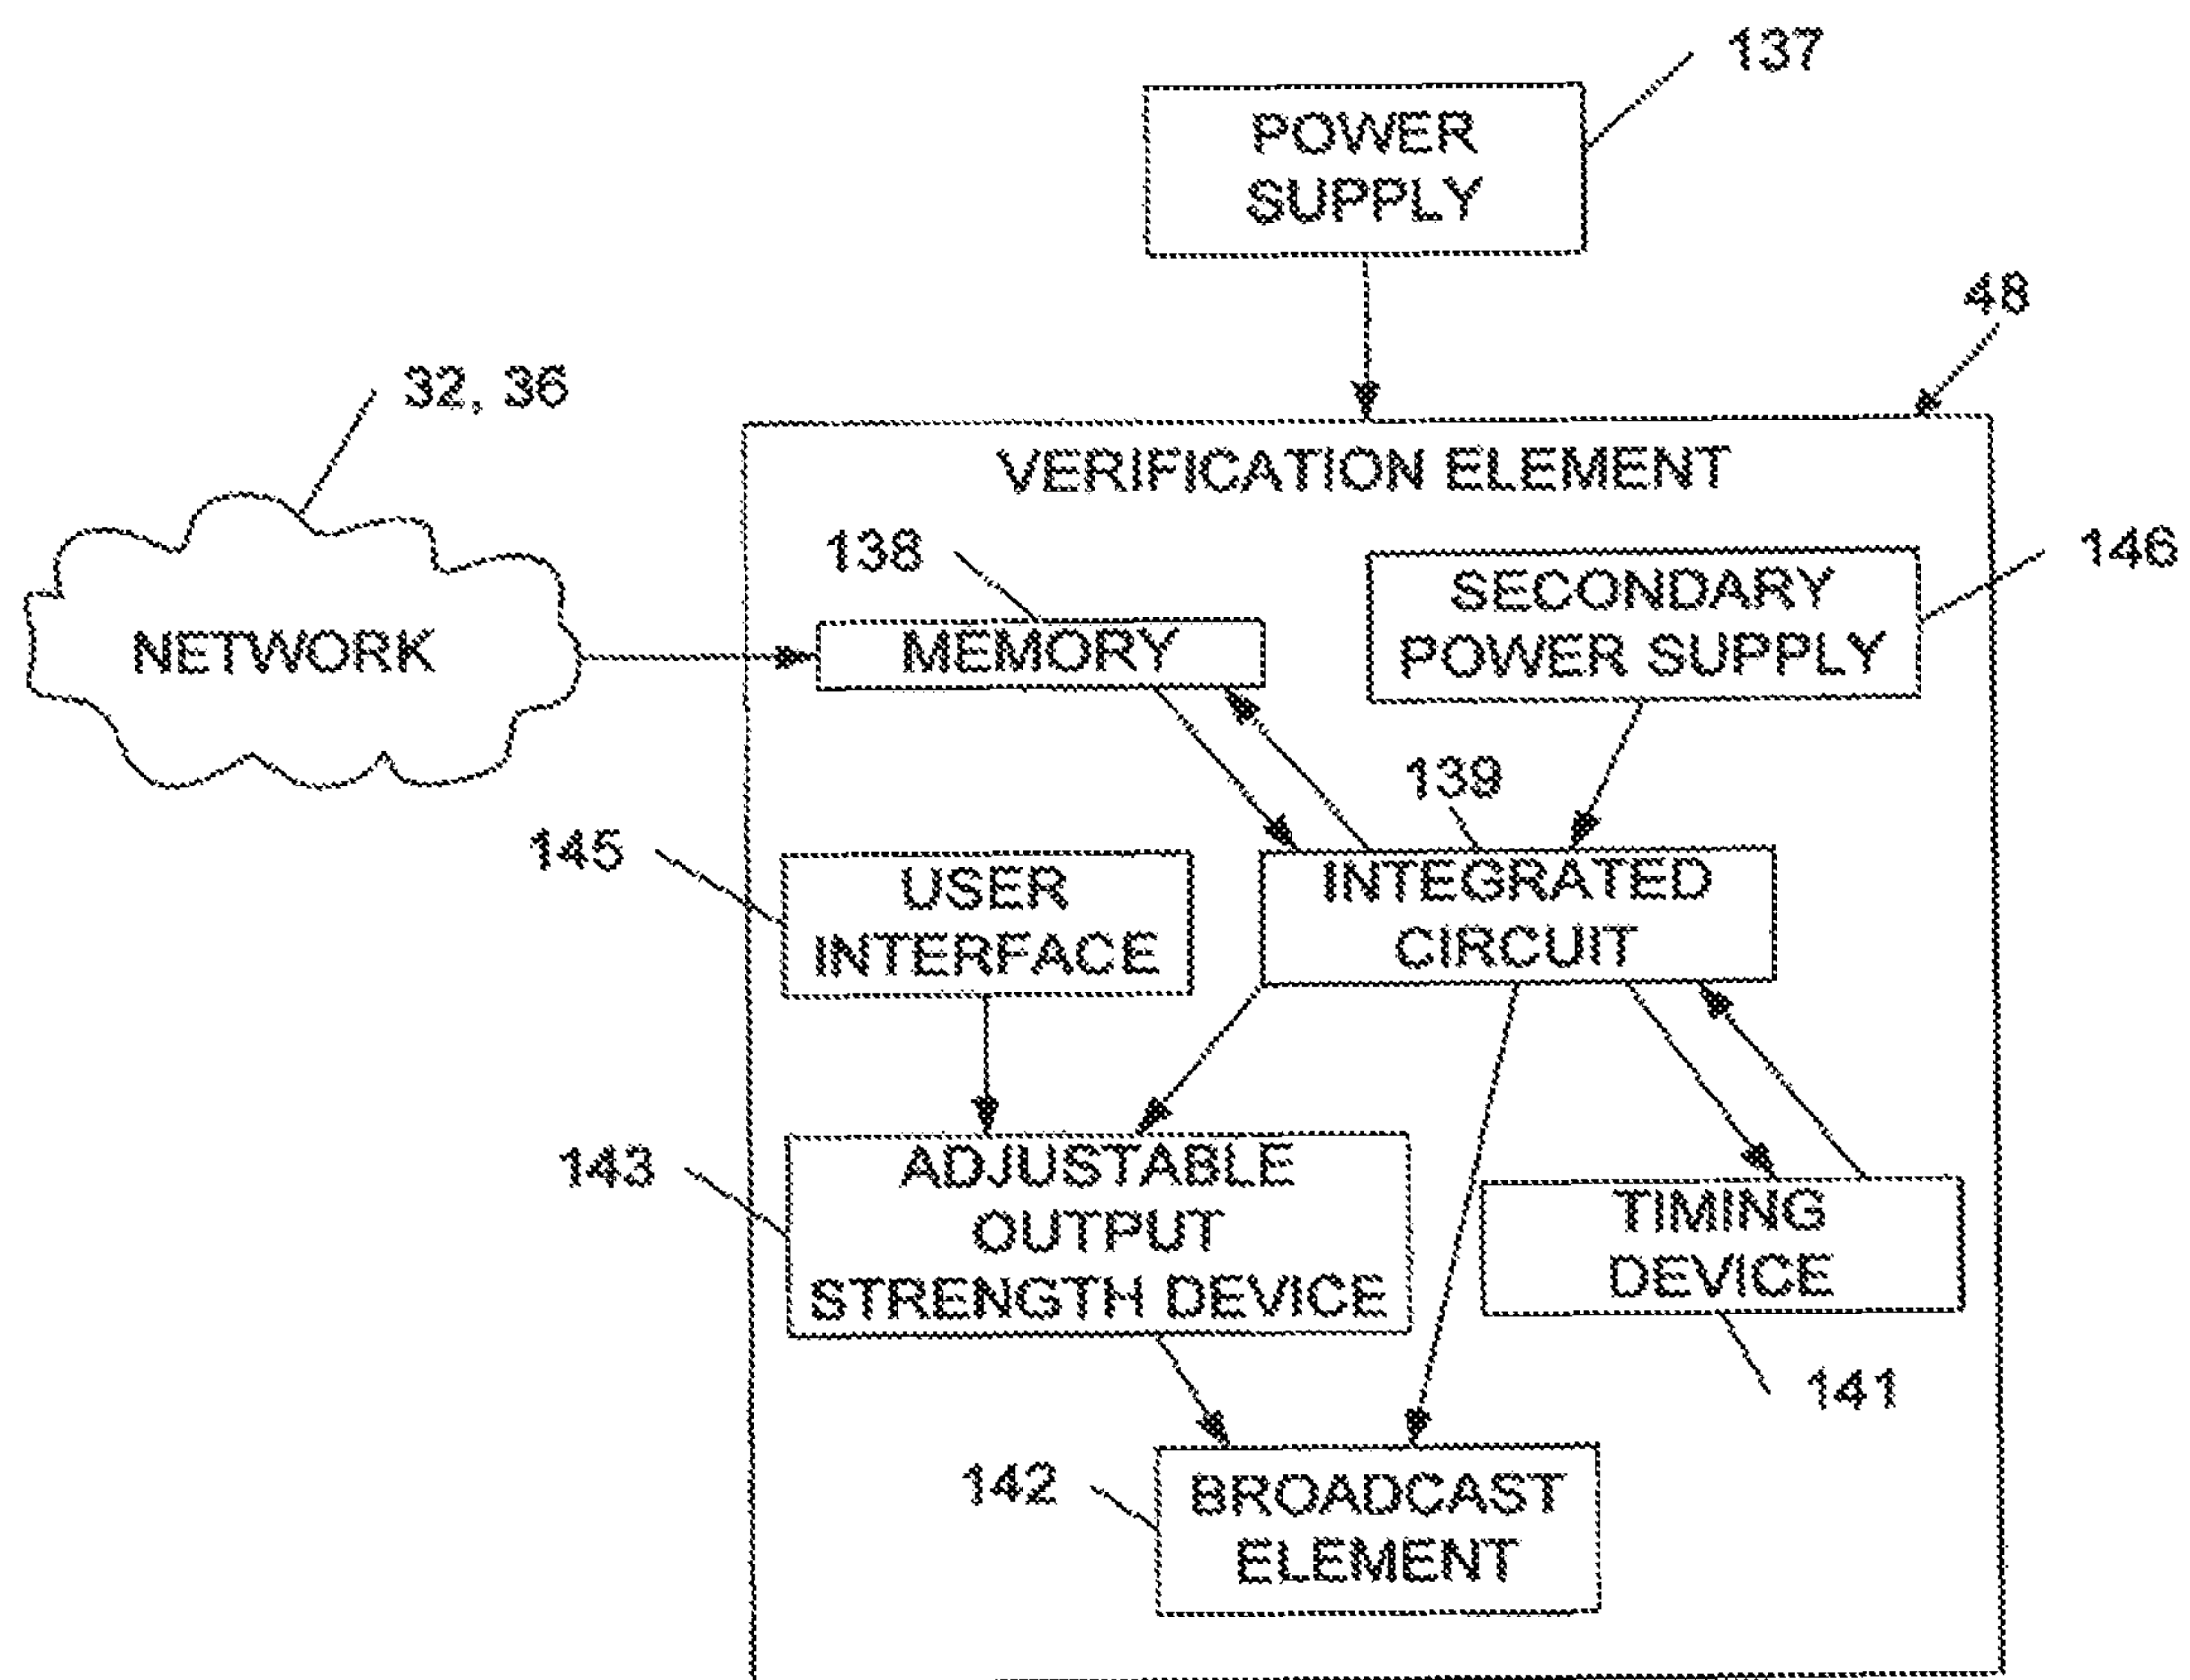 137
POWER
SUPPLY
48
32, 36
VERIFICATION ELEMENT
138
146
SECONDARY
POWER SUPPLY
NETWORK
MEMORY
139
145
USER
INTERFACE
INTEGRATED
CIRCUIT
143
ADJUSTABLE
OUTPUT
STRENGTH DEVICE
TIMING
DEVICE
141
142
BROADCAST
ELEMENT